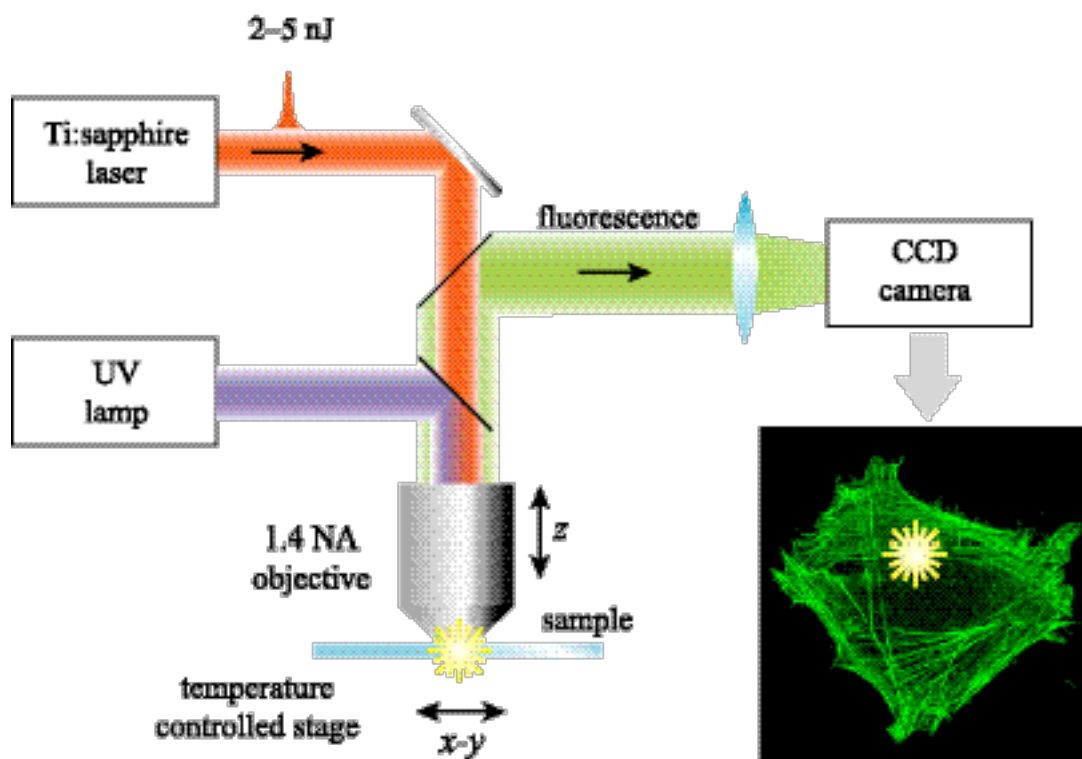 2–5 nJ
Ti:sapphire
laser
fluorescence
CCD
camera
UV
lamp
1.4 NA
objective
z
sample
temperature
controlled stage
x-y